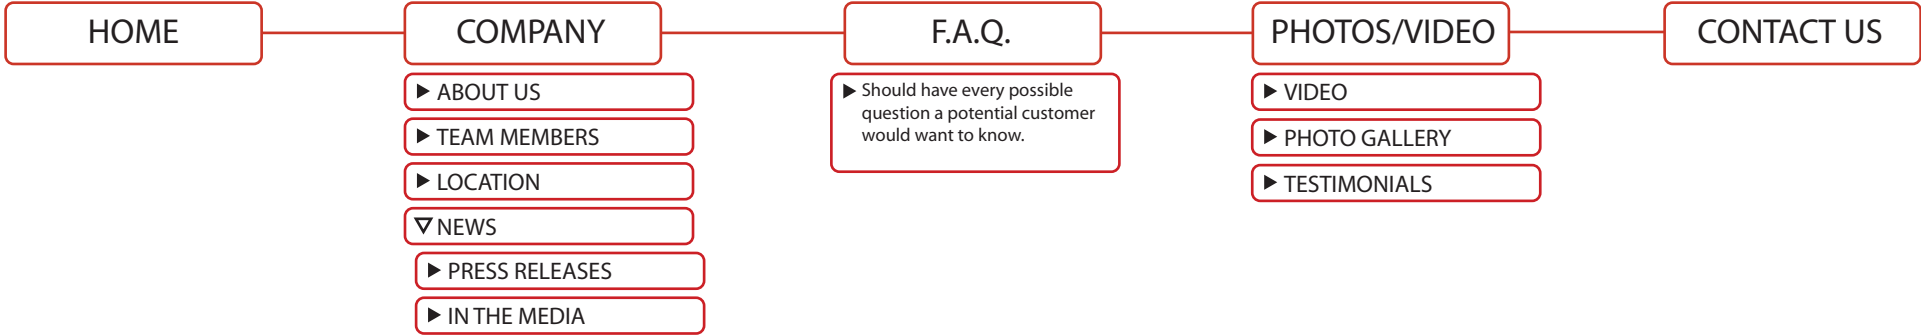 HOME
COMPANY
F.A.Q.
PHOTOS/VIDEO
CONTACT US
ABOUT US
TEAM MEMBERS
LOCATION
NEWS
PRESS RELEASES
IN THE MEDIA
Should have every possible
question a potential customer
would want to know.
VIDEO
PHOTO GALLERY
TESTIMONIALS